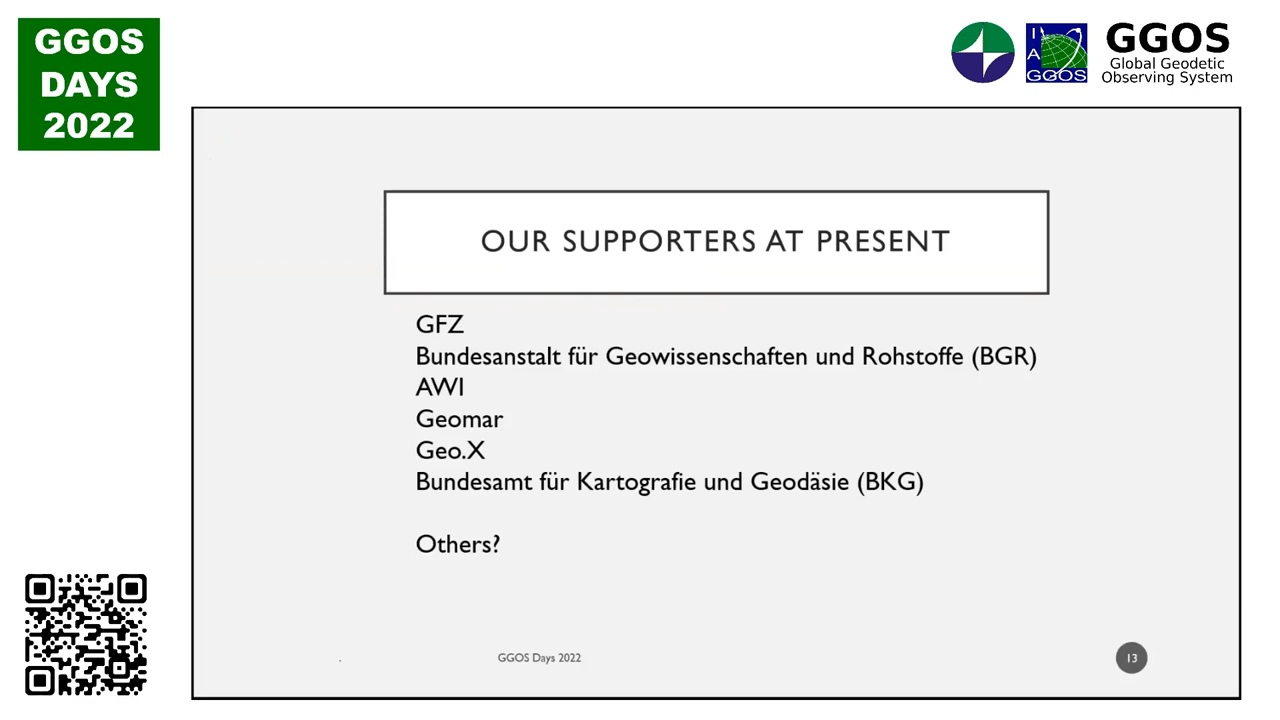 GGOS
DAYS
2022
I
A
GGOS
GGOS
Global Geodetic
Observing System
OUR SUPPORTERS AT PRESENT
GFZ
Bundesanstalt für Geowissenschaften und Rohstoffe (BGR)
AWI
Geomar
Geo.X
Bundesamt für Kartografie und Geodäsie (BKG)
Others?
.
GGOS Days 2022
13